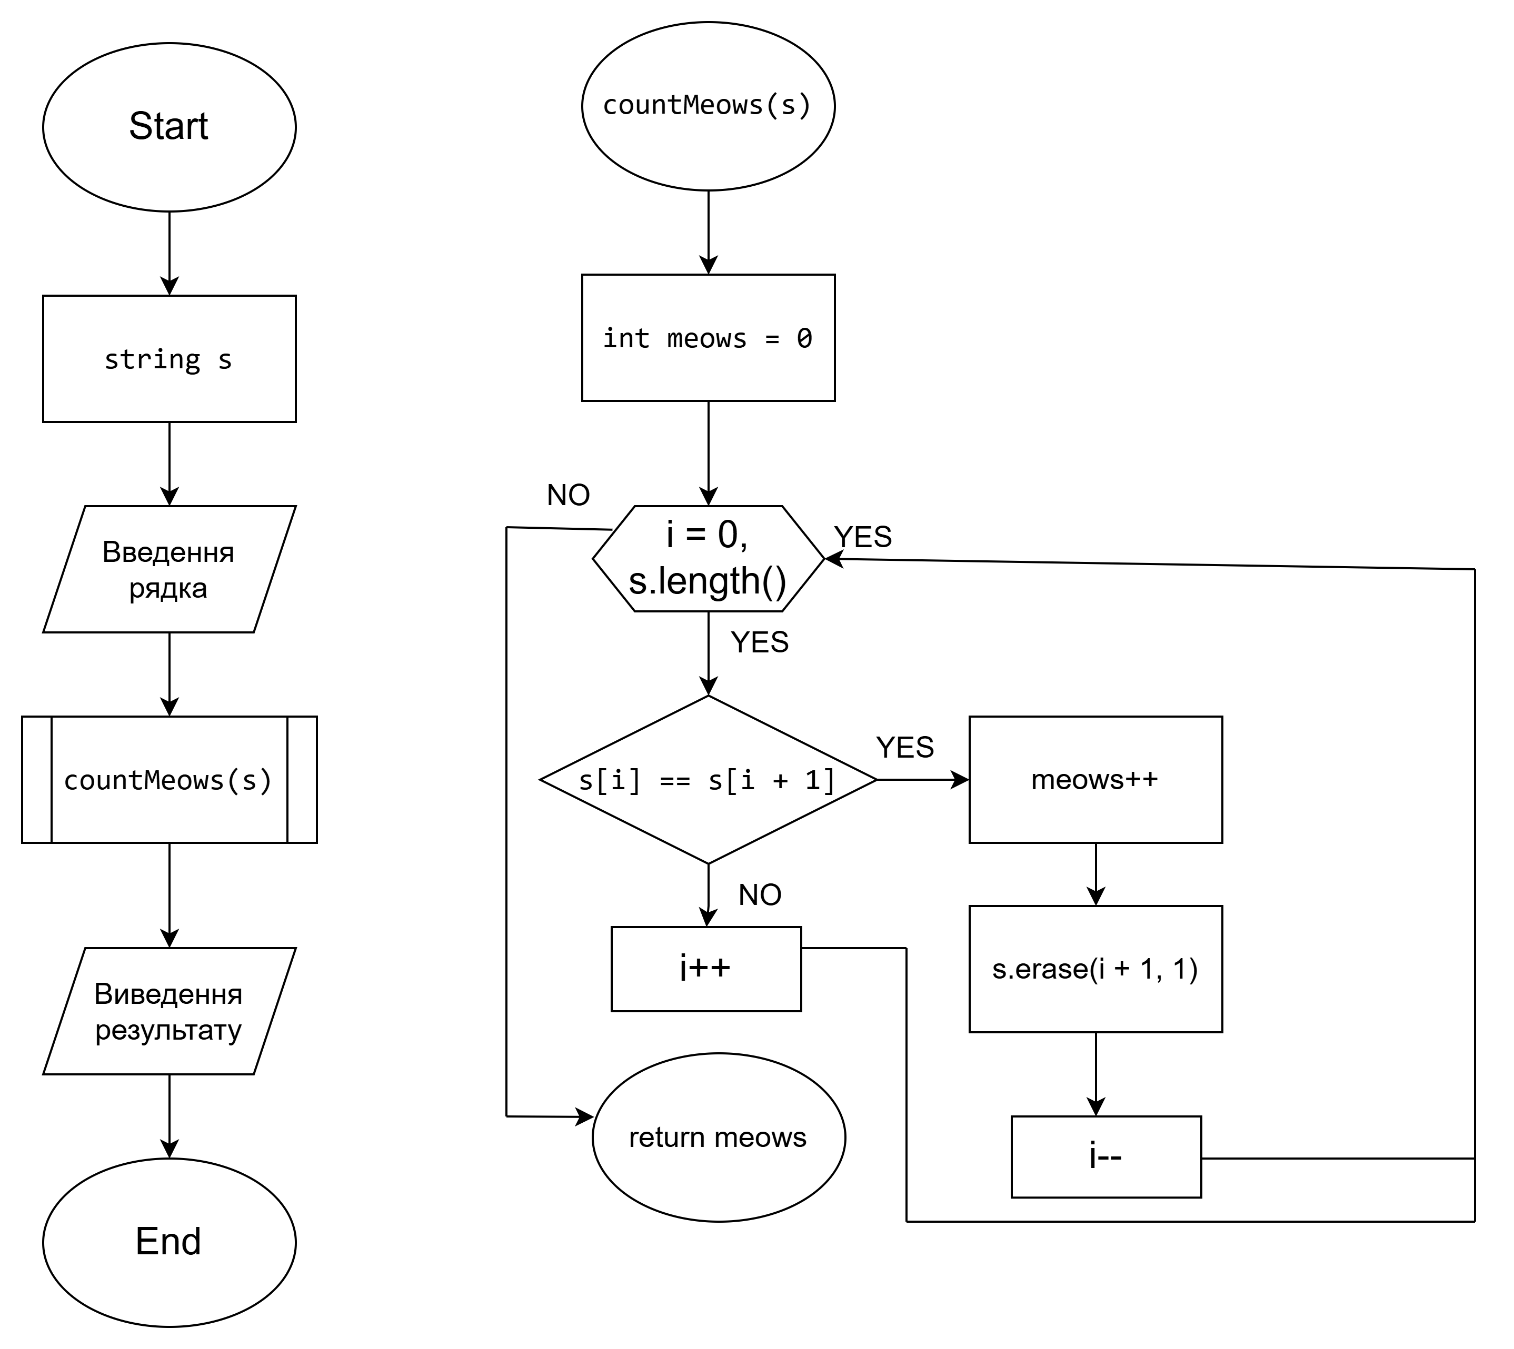 Start
string s
Введення
рядка
countMeows(s)
Виведення
результату
End
countMeows(s)
int meows = 0
NO
i = 0,
s.length()
YES
YES
s[i] == s[i + 1]
YES
meows++
NO
i++
s.erase(i + 1, 1)
i--
return meows